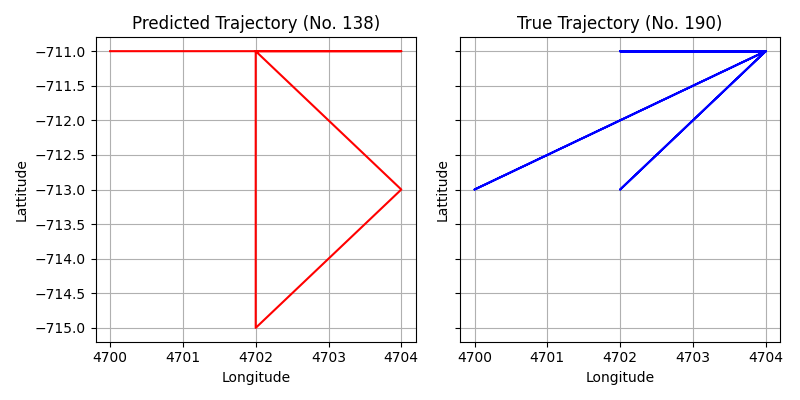 Predicted Trajectory (No. 138)
True Trajectory (No. 190)
−711.0
−711.5
−712.0
−712.5
−713.0
−713.5
−714.0
−714.5
−715.0
Lattitude
Lattitude
4700 4701 4702 4703 4704
4700 4701 4702 4703 4704
Longitude
Longitude